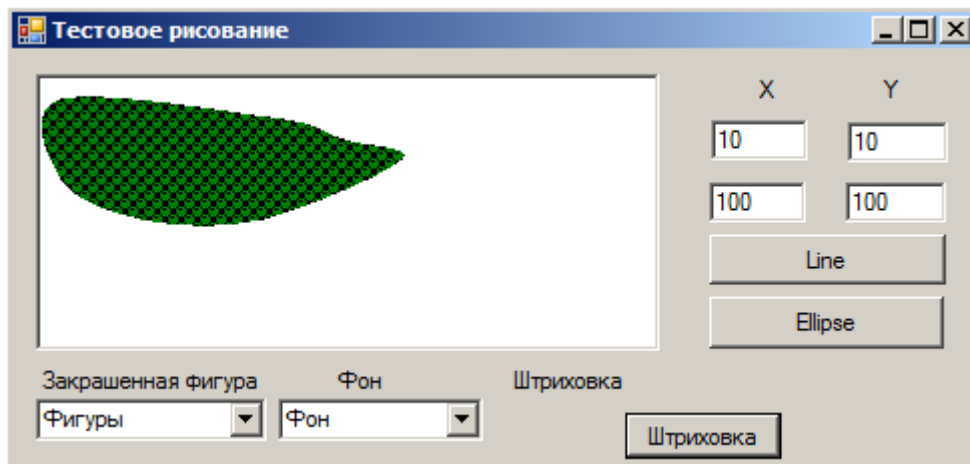 Тестовое рисование
X Y
10 10
100 100
Line
Ellipse
Закрашенная фигура Фон Штриховка
Фигуры Фон
Штриховка